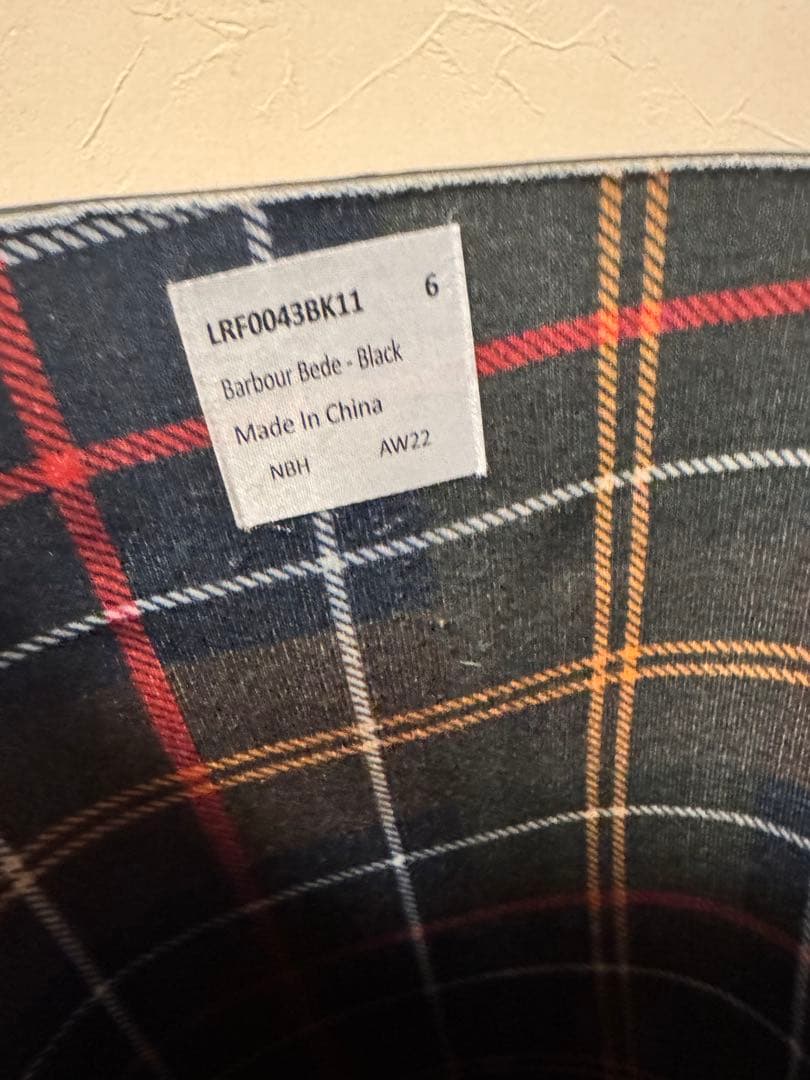 LRF0043BK11 6
Barbour Bede - Black
Made In China
NBH AW22